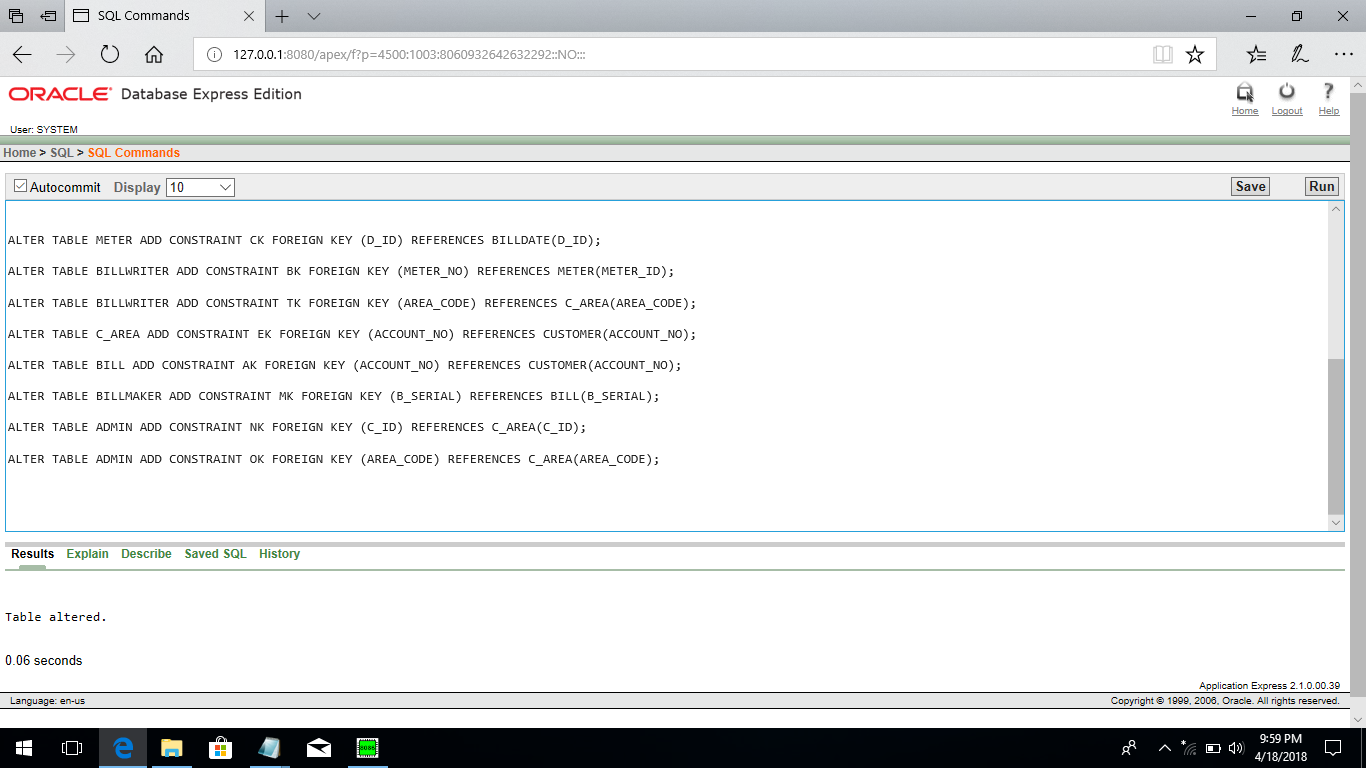 SQL Commands
127.0.0.1:8080/apex/f?p=4500:1003:8060932642632292::NO:::
ORACLE Database Express Edition
Home Logout Help
User: SYSTEM
Home > SQL > SQL Commands
Autocommit Display 10 Save Run
ALTER TABLE METER ADD CONSTRAINT CK FOREIGN KEY (D_ID) REFERENCES BILLDATE(D_ID);
ALTER TABLE BILLWRITER ADD CONSTRAINT BK FOREIGN KEY (METER_NO) REFERENCES METER(METER_ID);
ALTER TABLE BILLWRITER ADD CONSTRAINT TK FOREIGN KEY (AREA_CODE) REFERENCES C_AREA(AREA_CODE);
ALTER TABLE C_AREA ADD CONSTRAINT EK FOREIGN KEY (ACCOUNT_NO) REFERENCES CUSTOMER(ACCOUNT_NO);
ALTER TABLE BILL ADD CONSTRAINT AK FOREIGN KEY (ACCOUNT_NO) REFERENCES CUSTOMER(ACCOUNT_NO);
ALTER TABLE BILLMAKER ADD CONSTRAINT MK FOREIGN KEY (B_SERIAL) REFERENCES BILL(B_SERIAL);
ALTER TABLE ADMIN ADD CONSTRAINT NK FOREIGN KEY (C_ID) REFERENCES C_AREA(C_ID);
ALTER TABLE ADMIN ADD CONSTRAINT OK FOREIGN KEY (AREA_CODE) REFERENCES C_AREA(AREA_CODE);
Results Explain Describe Saved SQL History
Table altered.
0.06 seconds
Application Express 2.1.0.00.39
Language: en-us Copyright © 1999, 2006, Oracle. All rights reserved.
8086
9:59 PM
4/18/2018